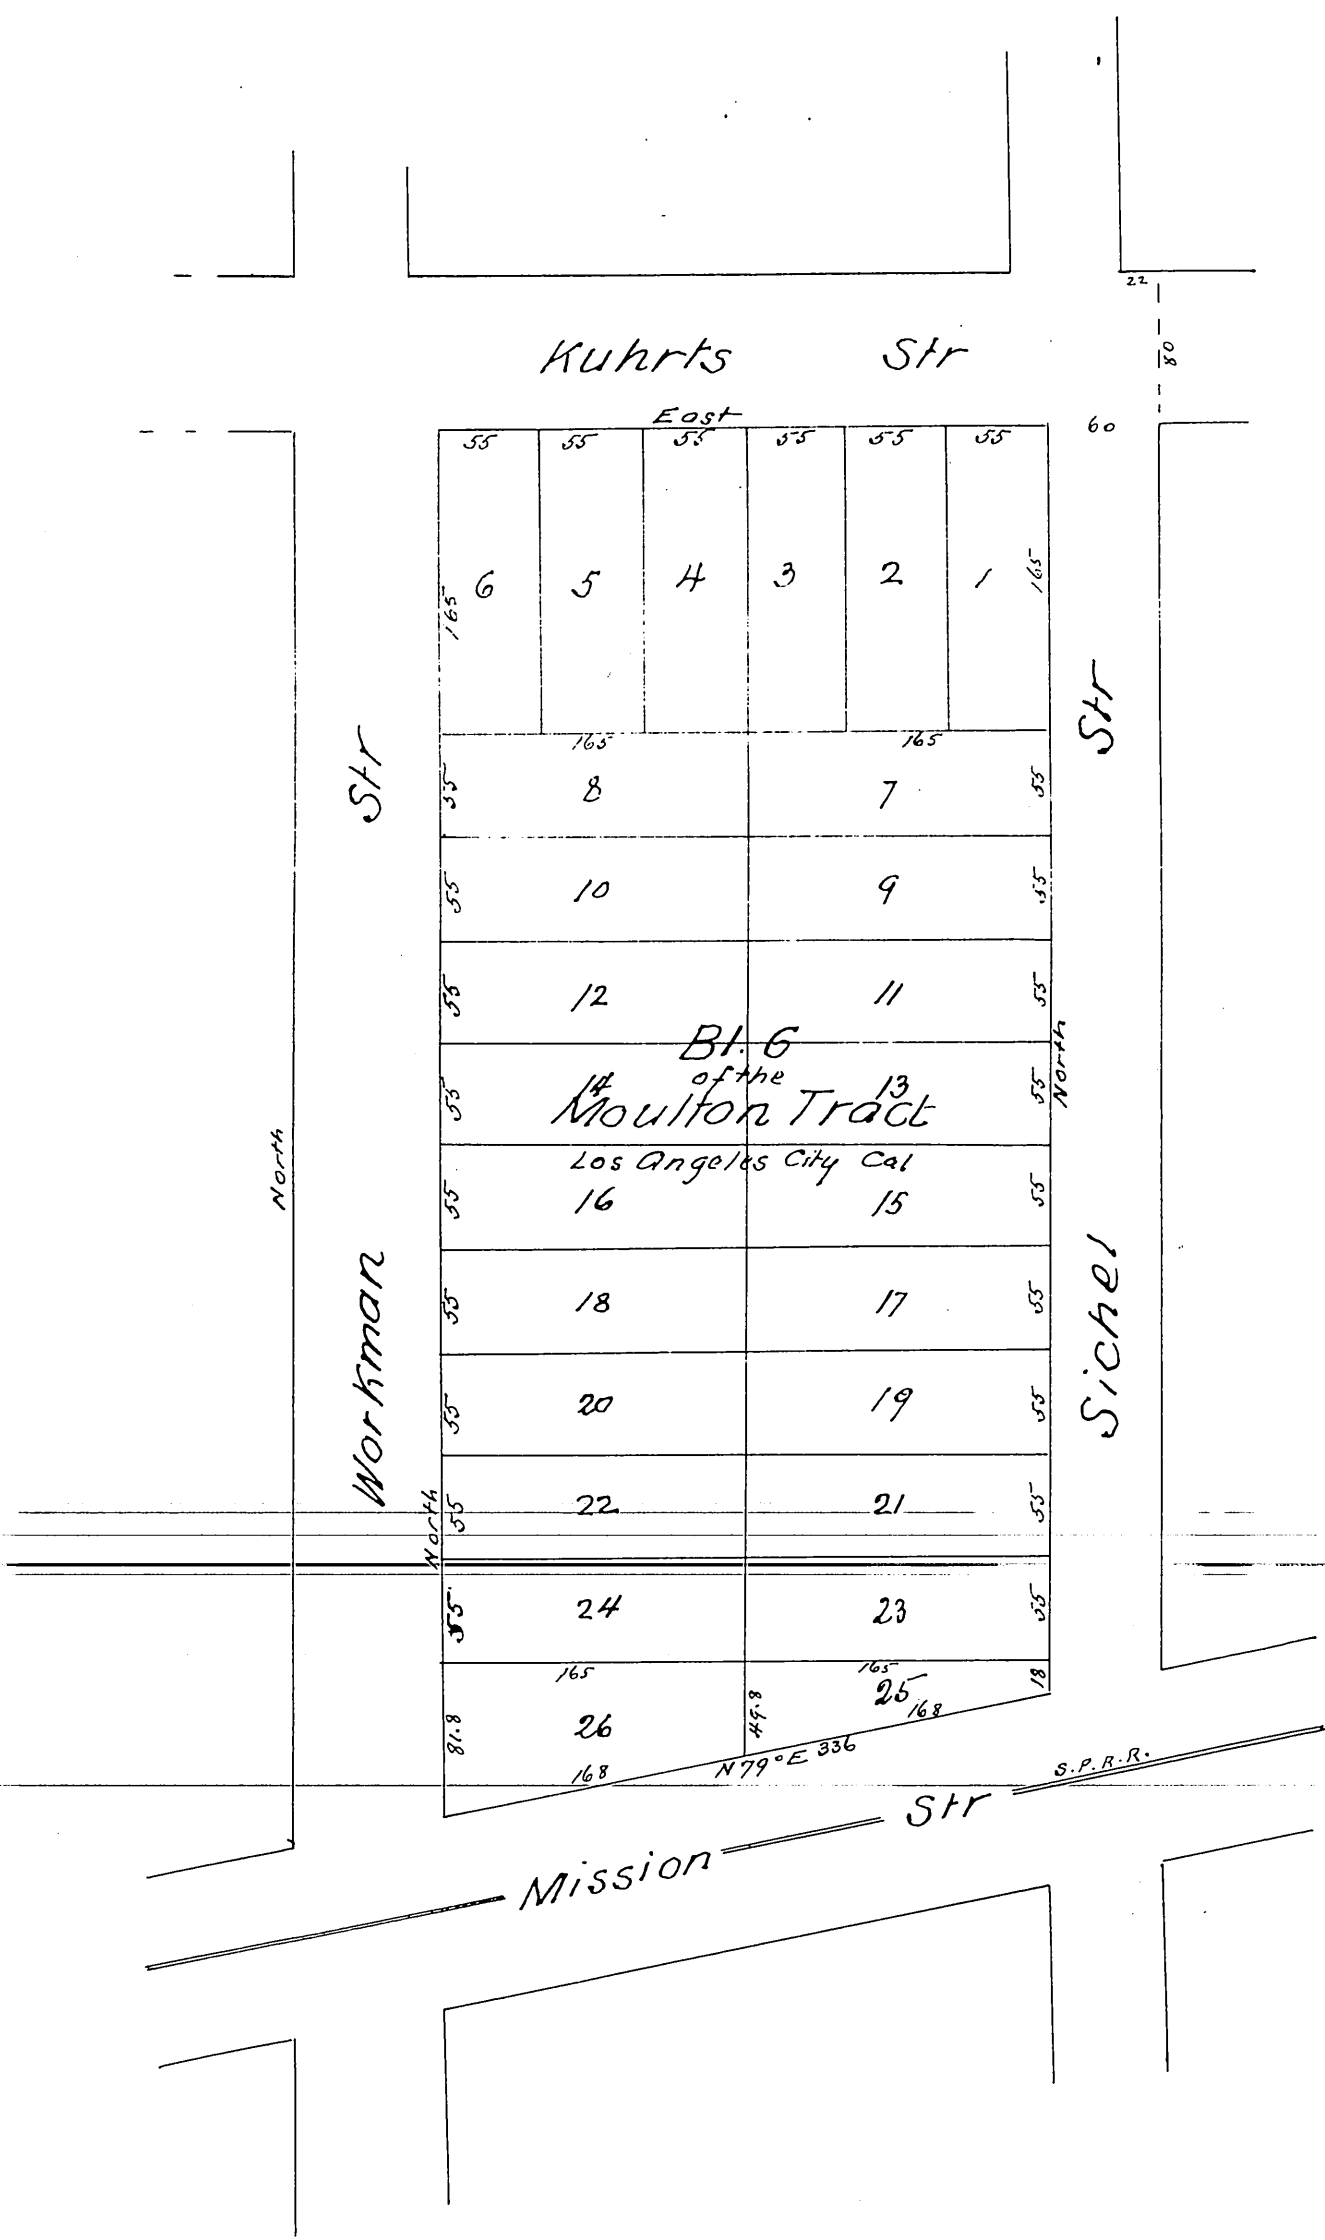 22
80
Kuhrts Str
East
60
55 55 55 55 55 55
6 5 4 3 2 1
165
165
165 165
Str
Str
55 8 7 55
55 10 9 55
55 12 11 55
Bl. 6
of the
55 14 13 55
North
Moulton Tract
North
Los Angeles City Cal
55 16 15 55
55 18 17 55
Workman
Sichel
55 20 19 55
North
55 22 21 55
55 24 23 55
165 165
18
81.8 26 49.8 25
168 168
N79°E 336
S.P.R.R.
Mission Str